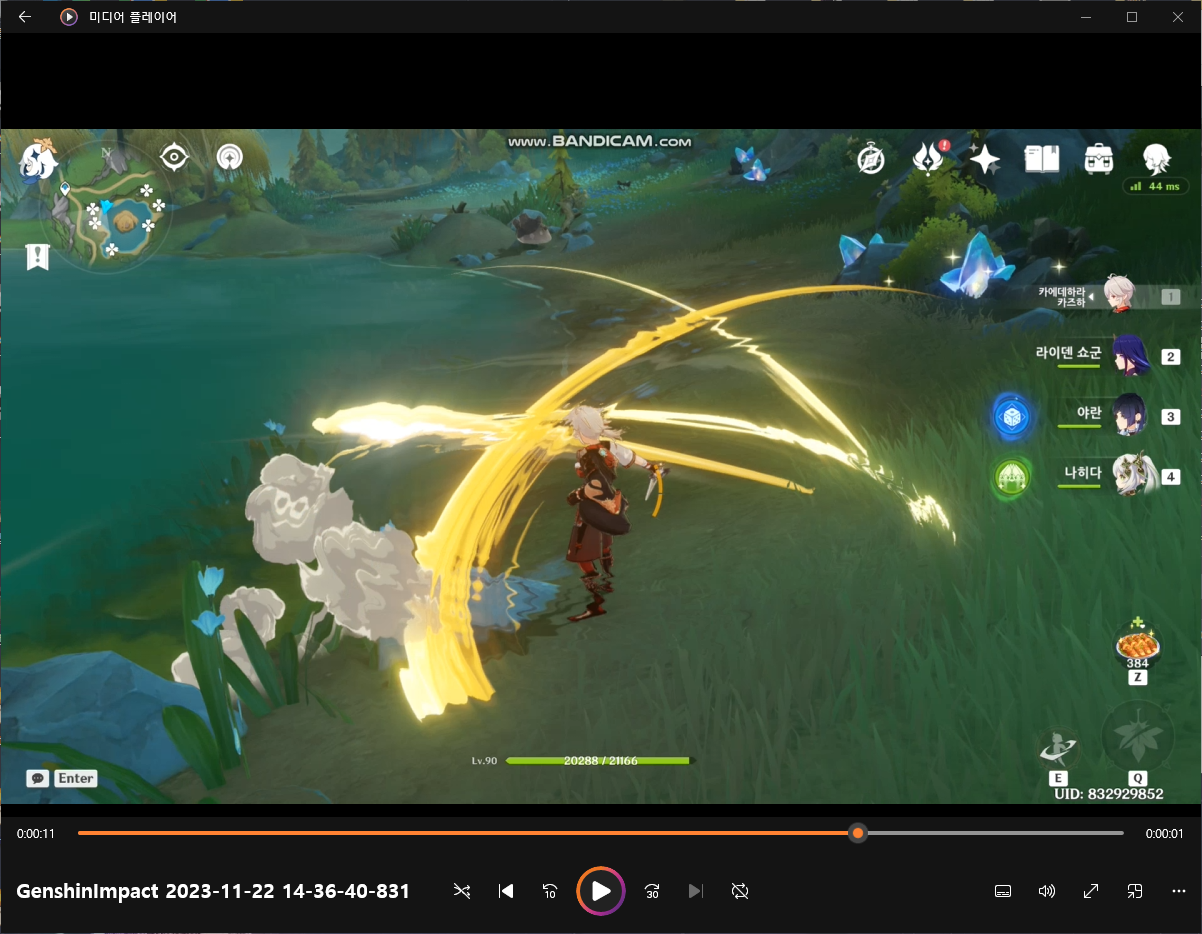 미디어 플레이어
www.BANDICAM.com
N
44 ms
카에데하라
카즈하
1
라이덴 쇼군
2
야란
3
나히다
4
384
Z
Lv.90
20288 / 21166
Enter
E
Q
UID: 832929852
0:00:11
0:00:01
GenshinImpact 2023-11-22 14-36-40-831
10
30